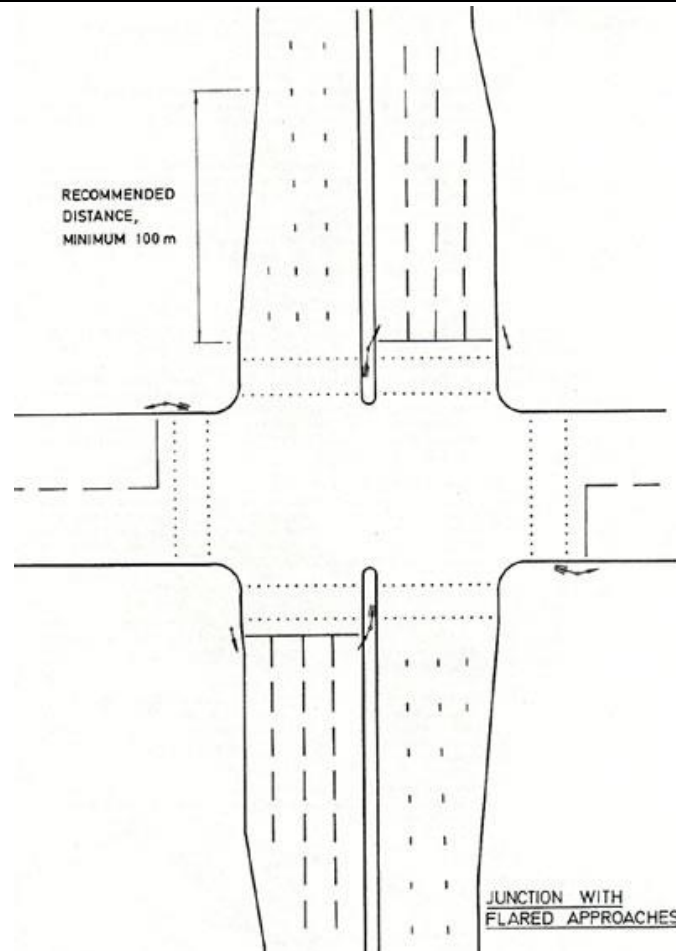 RECOMMENDED
DISTANCE,
MINIMUM 100 m
JUNCTION WITH
FLARED APPROACHES